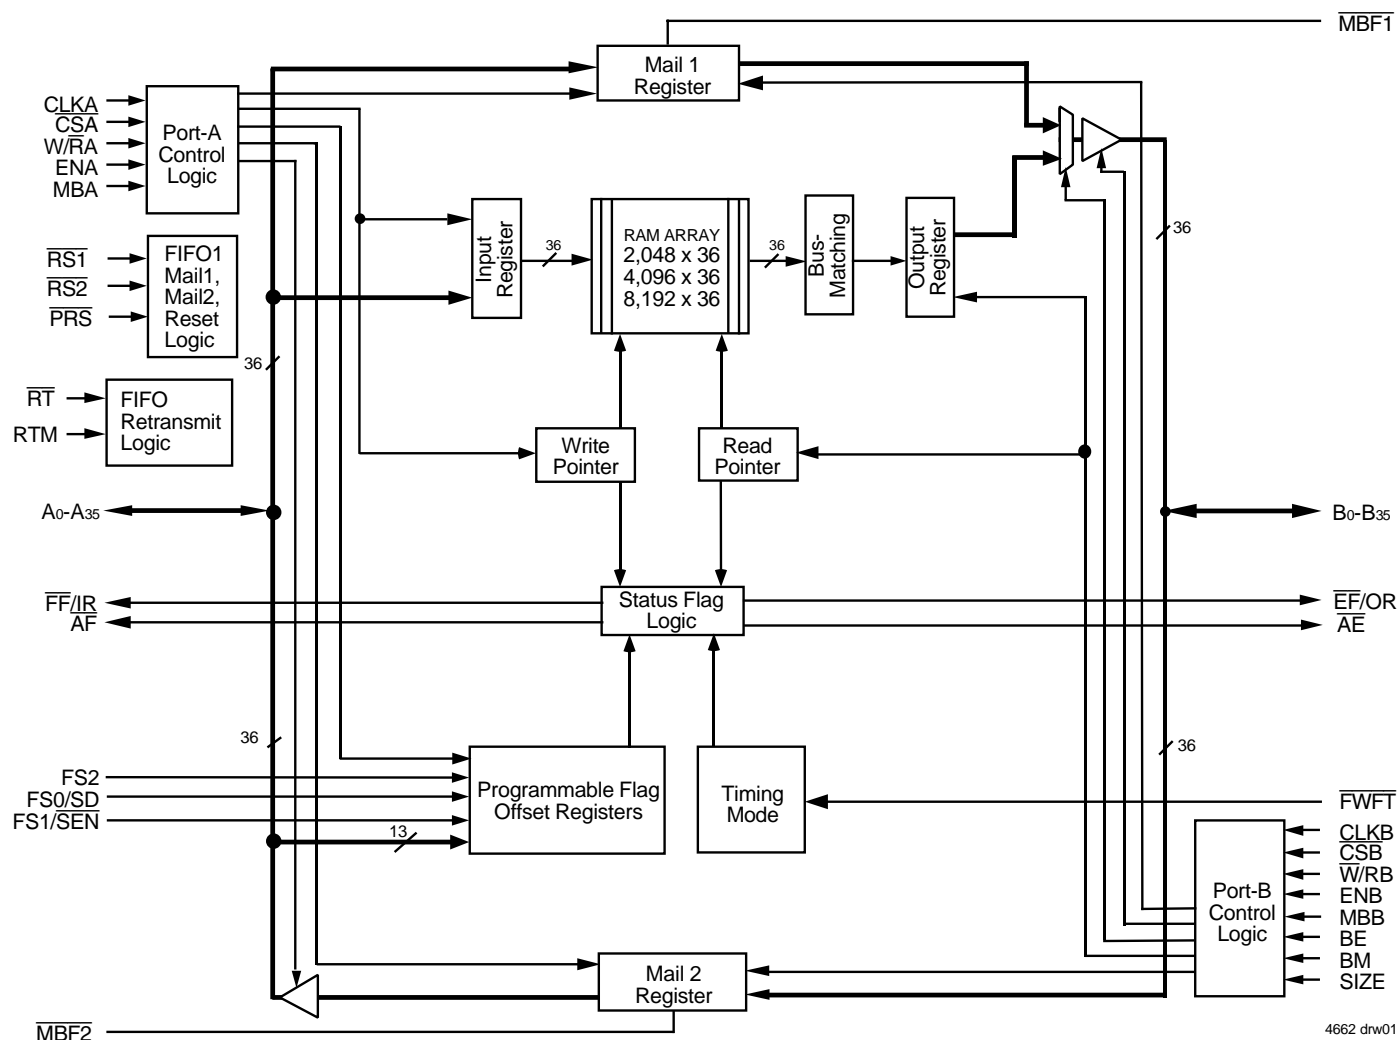 MBF1
Mail 1
Register
CLKA
CSA
W/RA
ENA
MBA
Port-A
Control
Logic
RS1
RS2
PRS
FIFO1
Mail1,
Mail2,
Reset
Logic
36
RT
RTM
FIFO
Retransmit
Logic
Input
Register
36
RAM ARRAY
2,048 x 36
4,096 x 36
8,192 x 36
36
Bus-
Matching
Output
Register
36
Write
Pointer
Read
Pointer
A0-A35
B0-B35
FF/IR
AF
Status Flag
Logic
EF/OR
AE
36
36
FS2
FS0/SD
FS1/SEN
13
Programmable Flag
Offset Registers
Timing
Mode
FWFT
CLKB
CSB
W/RB
ENB
MBB
BE
BM
SIZE
Port-B
Control
Logic
Mail 2
Register
MBF2
4662 drw01